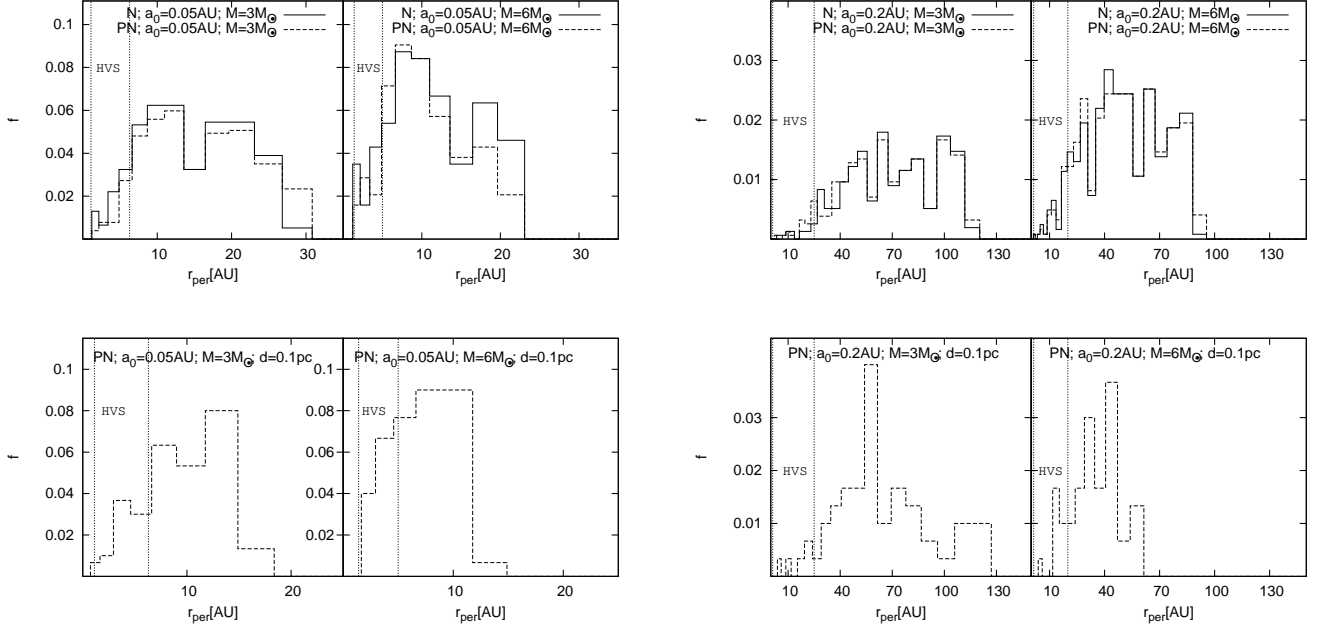 N; a₀=0.05AU; M=3M☉
PN; a₀=0.05AU; M=3M☉
N; a₀=0.05AU; M=6M☉
PN; a₀=0.05AU; M=6M☉
HVS
HVS
f
0.1
0.08
0.06
0.04
0.02
10 20 30
10 20 30
r_per[AU]
r_per[AU]
N; a₀=0.2AU; M=3M☉
PN; a₀=0.2AU; M=3M☉
N; a₀=0.2AU; M=6M☉
PN; a₀=0.2AU; M=6M☉
HVS
HVS
f
0.03
0.02
0.01
10 40 70 100 130
10 40 70 100 130
r_per[AU]
r_per[AU]
PN; a₀=0.05AU; M=3M☉; d=0.1pc
PN; a₀=0.05AU; M=6M☉; d=0.1pc
HVS
HVS
f
0.1
0.08
0.06
0.04
0.02
0.1
0.08
0.06
0.04
0.02
10 20
10 20
r_per[AU]
r_per[AU]
PN; a₀=0.2AU; M=3M☉; d=0.1pc
PN; a₀=0.2AU; M=6M☉; d=0.1pc
HVS
HVS
f
0.03
0.02
0.01
10 40 70 100 130
10 40 70 100 130
r_per[AU]
r_per[AU]